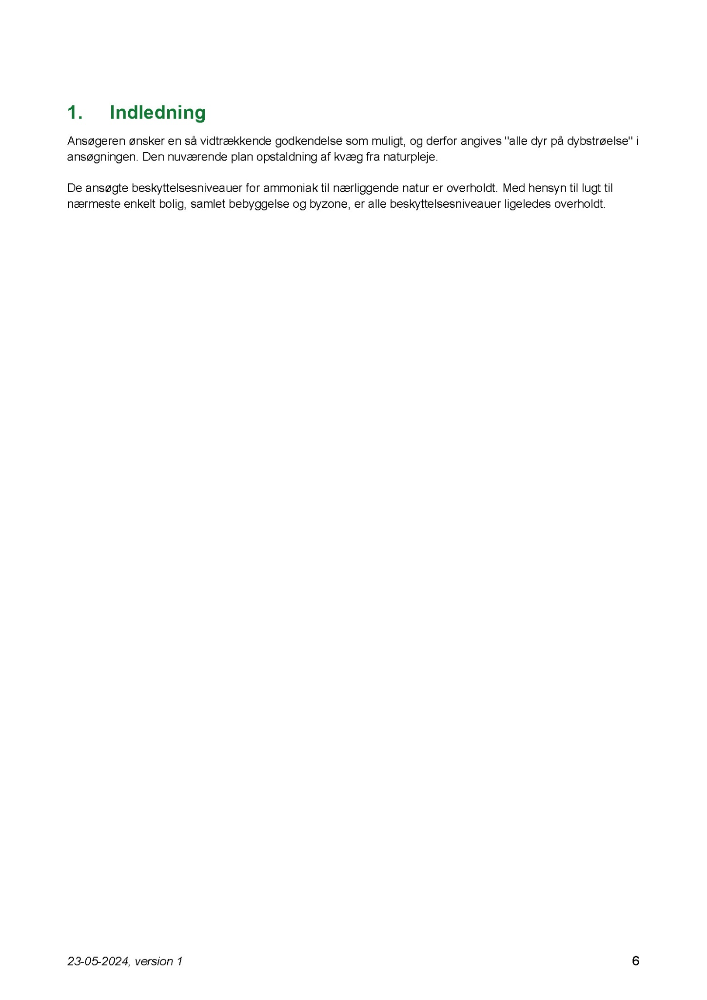 1. Indledning
Ansøgeren ønsker en så vidtrækkende godkendelse som muligt, og derfor angives "alle dyr på dybstrøelse" i
ansøgningen. Den nuværende plan opstaldning af kvæg fra naturpleje.
De ansøgte beskyttelsesniveauer for ammoniak til nærliggende natur er overholdt. Med hensyn til lugt til
nærmeste enkelt bolig, samlet bebyggelse og byzone, er alle beskyttelsesniveauer ligeledes overholdt.
23-05-2024, version 1 6